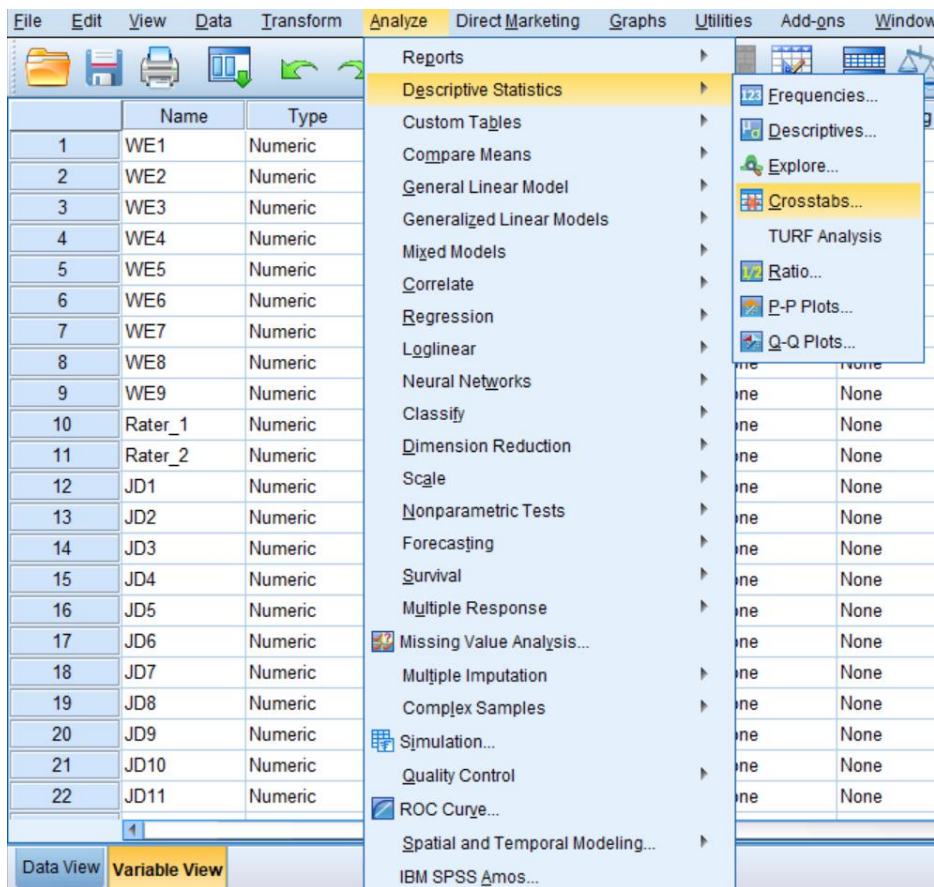 File Edit View Data Transform Analyze Direct Marketing Graphs Utilities Add-ons Window
Reports
Descriptive Statistics
123 Frequencies...
Name Type Custom Tables
Descriptives...
1 WE1 Numeric Compare Means
Explore...
2 WE2 Numeric General Linear Model
3 WE3 Numeric Generalized Linear Models
Crosstabs...
4 WE4 Numeric Mixed Models
TURF Analysis
5 WE5 Numeric Correlate
1/2 Ratio...
6 WE6 Numeric Regression
P-P Plots...
7 WE7 Numeric Loglinear
Q-Q Plots...
8 WE8 Numeric Neural Networks None
9 WE9 Numeric None
10 Rater_1 Numeric Classify None
11 Rater_2 Numeric Dimension Reduction None
12 JD1 Numeric Scale None
13 JD2 Numeric Nonparametric Tests None
14 JD3 Numeric Forecasting None
15 JD4 Numeric Survival None
16 JD5 Numeric Multiple Response None
17 JD6 Numeric Missing Value Analysis... None
18 JD7 Numeric Multiple Imputation None
19 JD8 Numeric Complex Samples None
20 JD9 Numeric Simulation... None
21 JD10 Numeric Quality Control None
22 JD11 Numeric ROC Curve... None
Spatial and Temporal Modeling...
Data View Variable View IBM SPSS Amos...